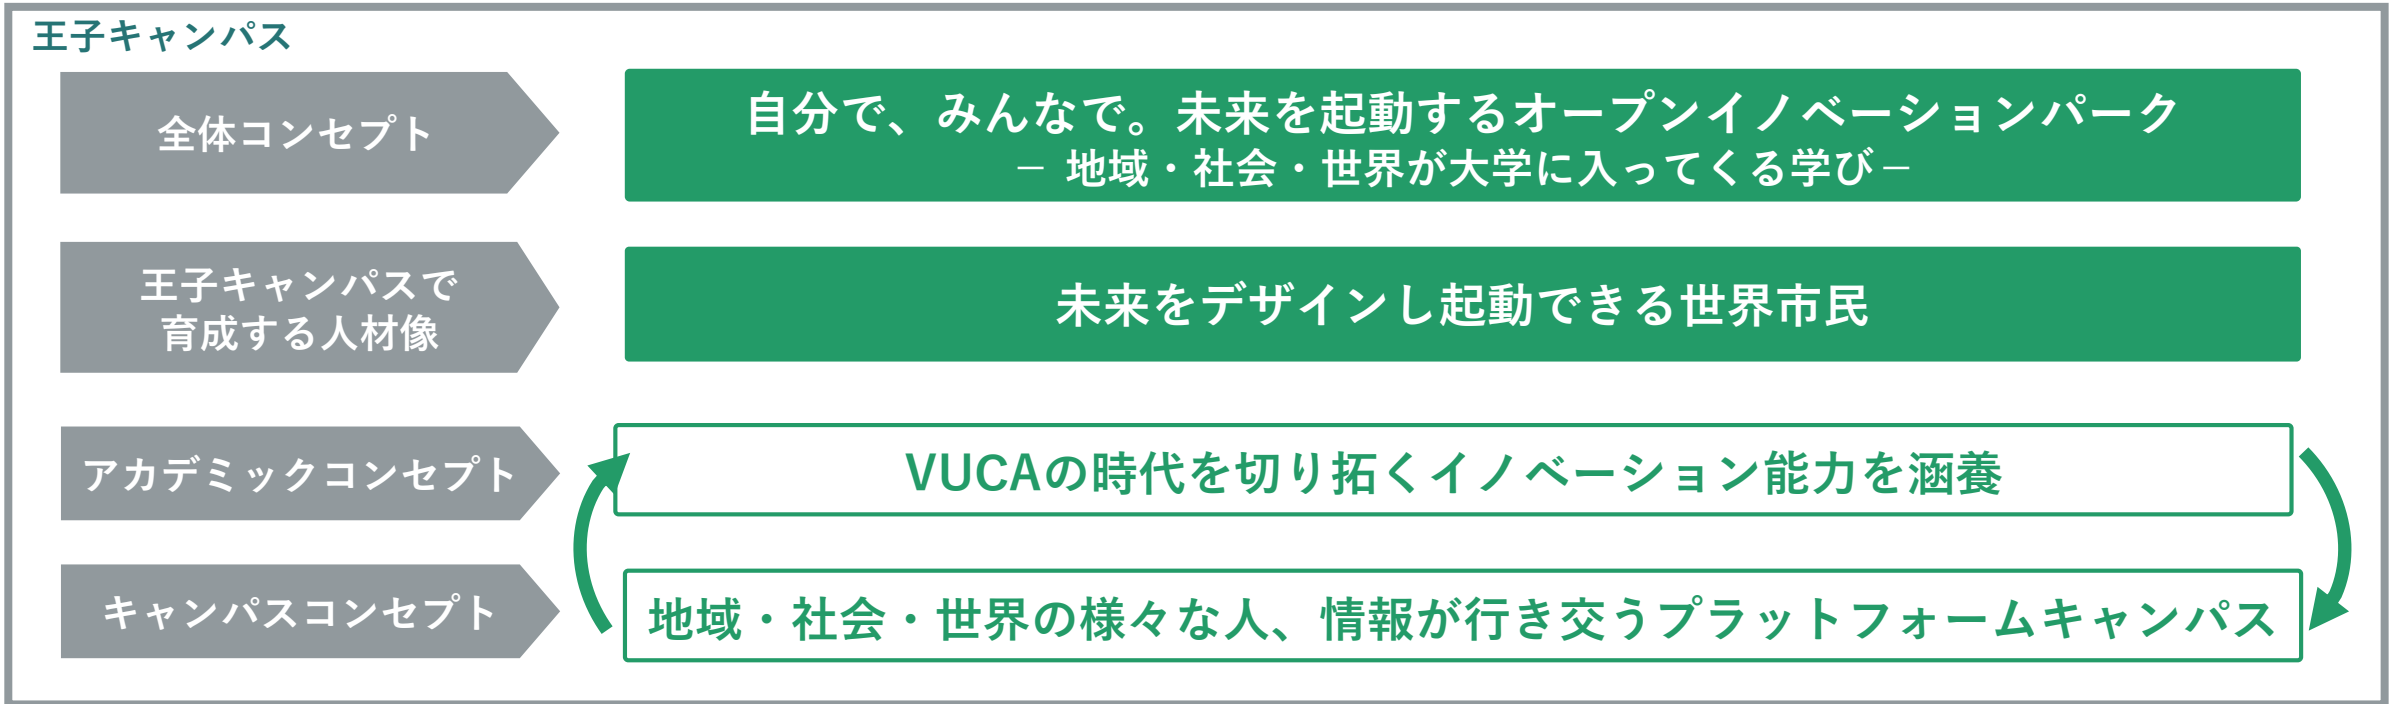 王子キャンパス
全体コンセプト
自分で、みんなで。未来を起動するオープンイノベーションパーク
― 地域・社会・世界が大学に入ってくる学び ―
王子キャンパスで
育成する人材像
未来をデザインし起動できる世界市民
アカデミックコンセプト
VUCAの時代を切り拓くイノベーション能力を涵養
キャンパスコンセプト
地域・社会・世界の様々な人、情報が行き交うプラットフォームキャンパス